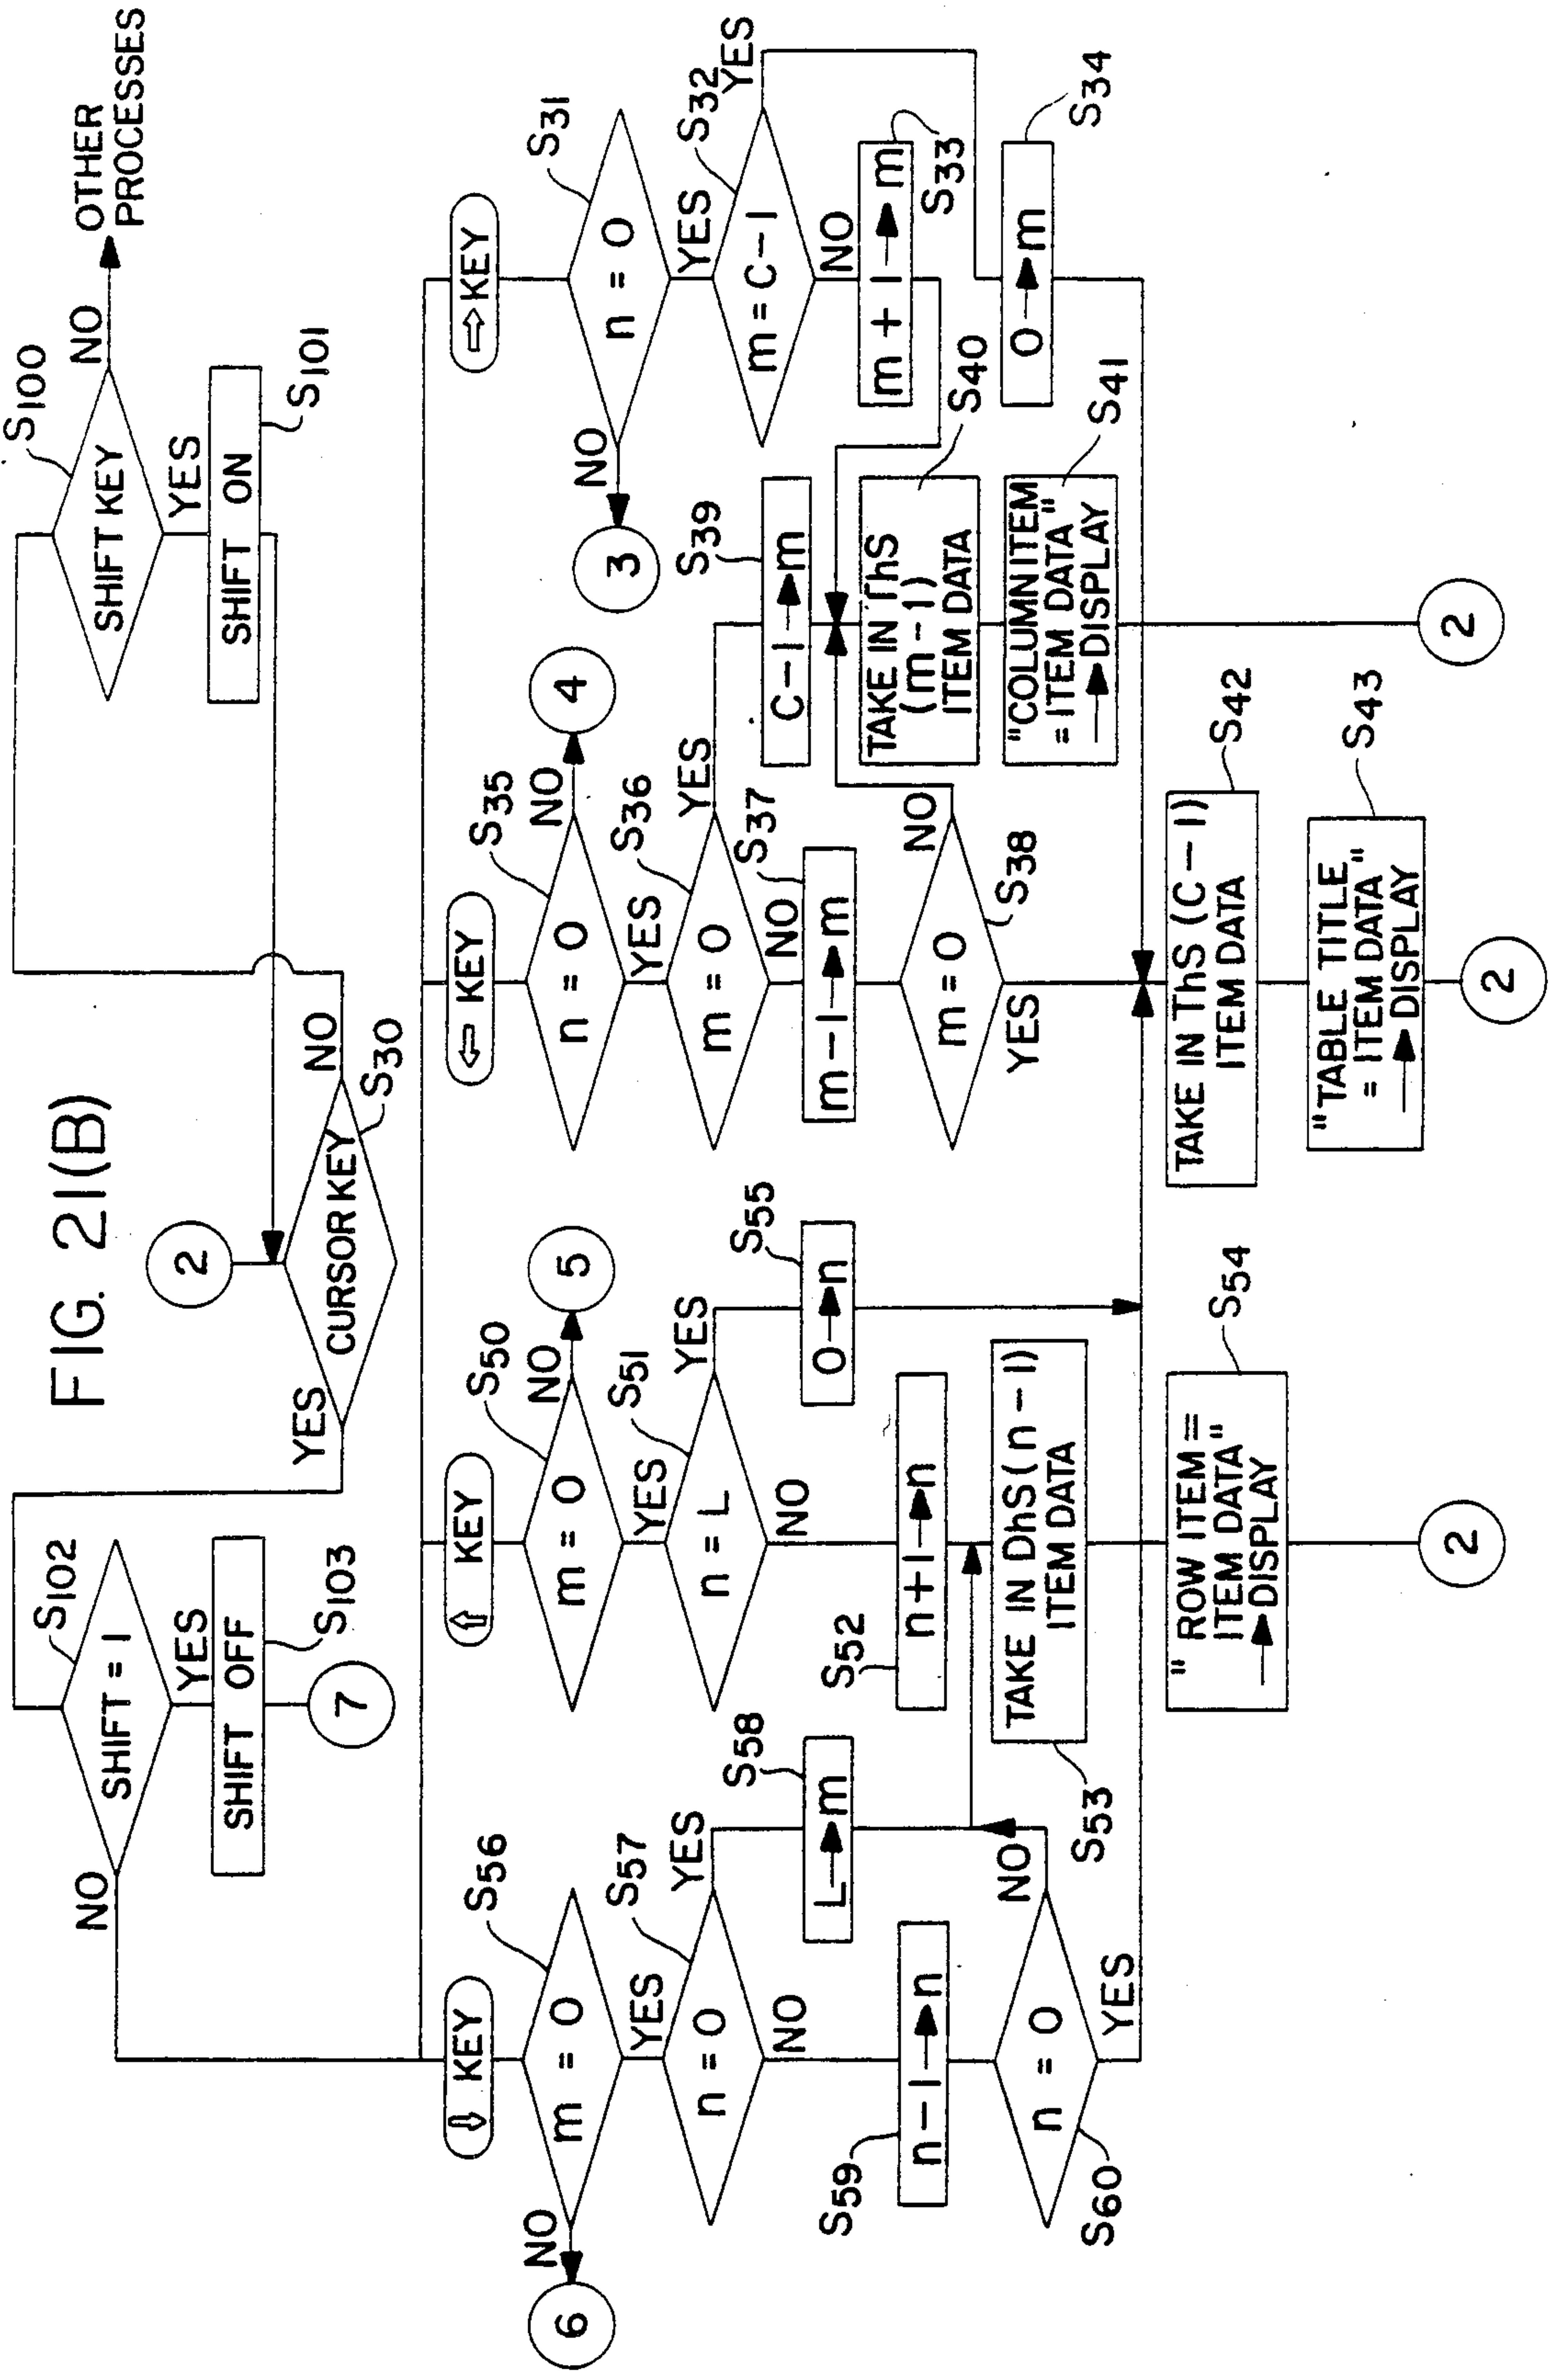 FIG. 21(B)
2
CURSOR KEY
S30
YES
NO
SHIFT KEY
S100
NO
OTHER
PROCESSES
YES
SHIFT ON
S101
SHIFT = 1
S102
NO
YES
SHIFT OFF
S103
7
⇩ KEY
m = 0
S56
NO
6
YES
n = 0
S57
YES
L→m
S58
NO
n-1→n
S59
n = 0
S60
NO
YES
⇧ KEY
m = 0
S50
NO
5
YES
n = L
S51
YES
0→n
S55
NO
n+1→n
S52
TAKE IN DhS(n-1)
ITEM DATA
S53
"ROW ITEM =
ITEM DATA"
→DISPLAY
S54
2
⇦ KEY
n = 0
S35
NO
4
YES
m = 0
S36
YES
NO
m-1→m
S37
m = 0
S38
NO
YES
C-1→m
S39
TAKE IN ThS
(m-1)
ITEM DATA
S40
"COLUMN ITEM
= ITEM DATA"
→DISPLAY
S41
2
TAKE IN ThS (C-1)
ITEM DATA
S42
"TABLE TITLE
= ITEM DATA"
→DISPLAY
S43
2
⇨ KEY
n = 0
S31
NO
3
YES
m = C-1
S32
YES
NO
m + 1→m
S33
0→m
S34